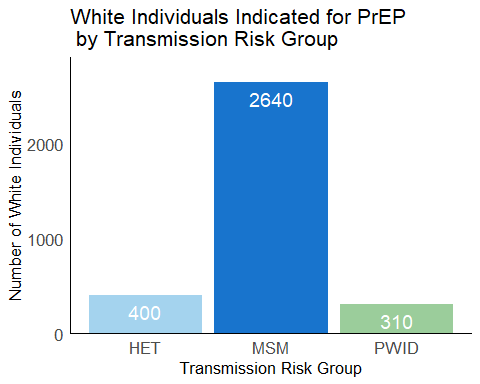 White Individuals Indicated for PrEP
by Transmission Risk Group
Number of White Individuals
2000
1000
0
2640
400
310
HET MSM PWID
Transmission Risk Group